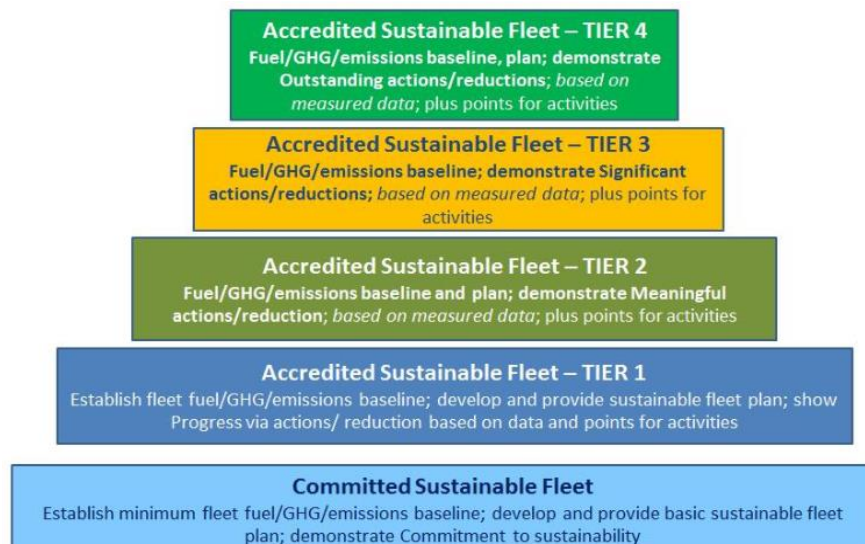 Accredited Sustainable Fleet – TIER 4
Fuel/GHG/emissions baseline, plan; demonstrate
Outstanding actions/reductions; based on
measured data; plus points for activities
Accredited Sustainable Fleet – TIER 3
Fuel/GHG/emissions baseline; demonstrate Significant
actions/reductions; based on measured data; plus points for
activities
Accredited Sustainable Fleet – TIER 2
Fuel/GHG/emissions baseline and plan; demonstrate Meaningful
actions/reduction; based on measured data; plus points for activities
Accredited Sustainable Fleet – TIER 1
Establish fleet fuel/GHG/emissions baseline; develop and provide sustainable fleet plan; show
Progress via actions/ reduction based on data and points for activities
Committed Sustainable Fleet
Establish minimum fleet fuel/GHG/emissions baseline; develop and provide basic sustainable fleet
plan; demonstrate Commitment to sustainability